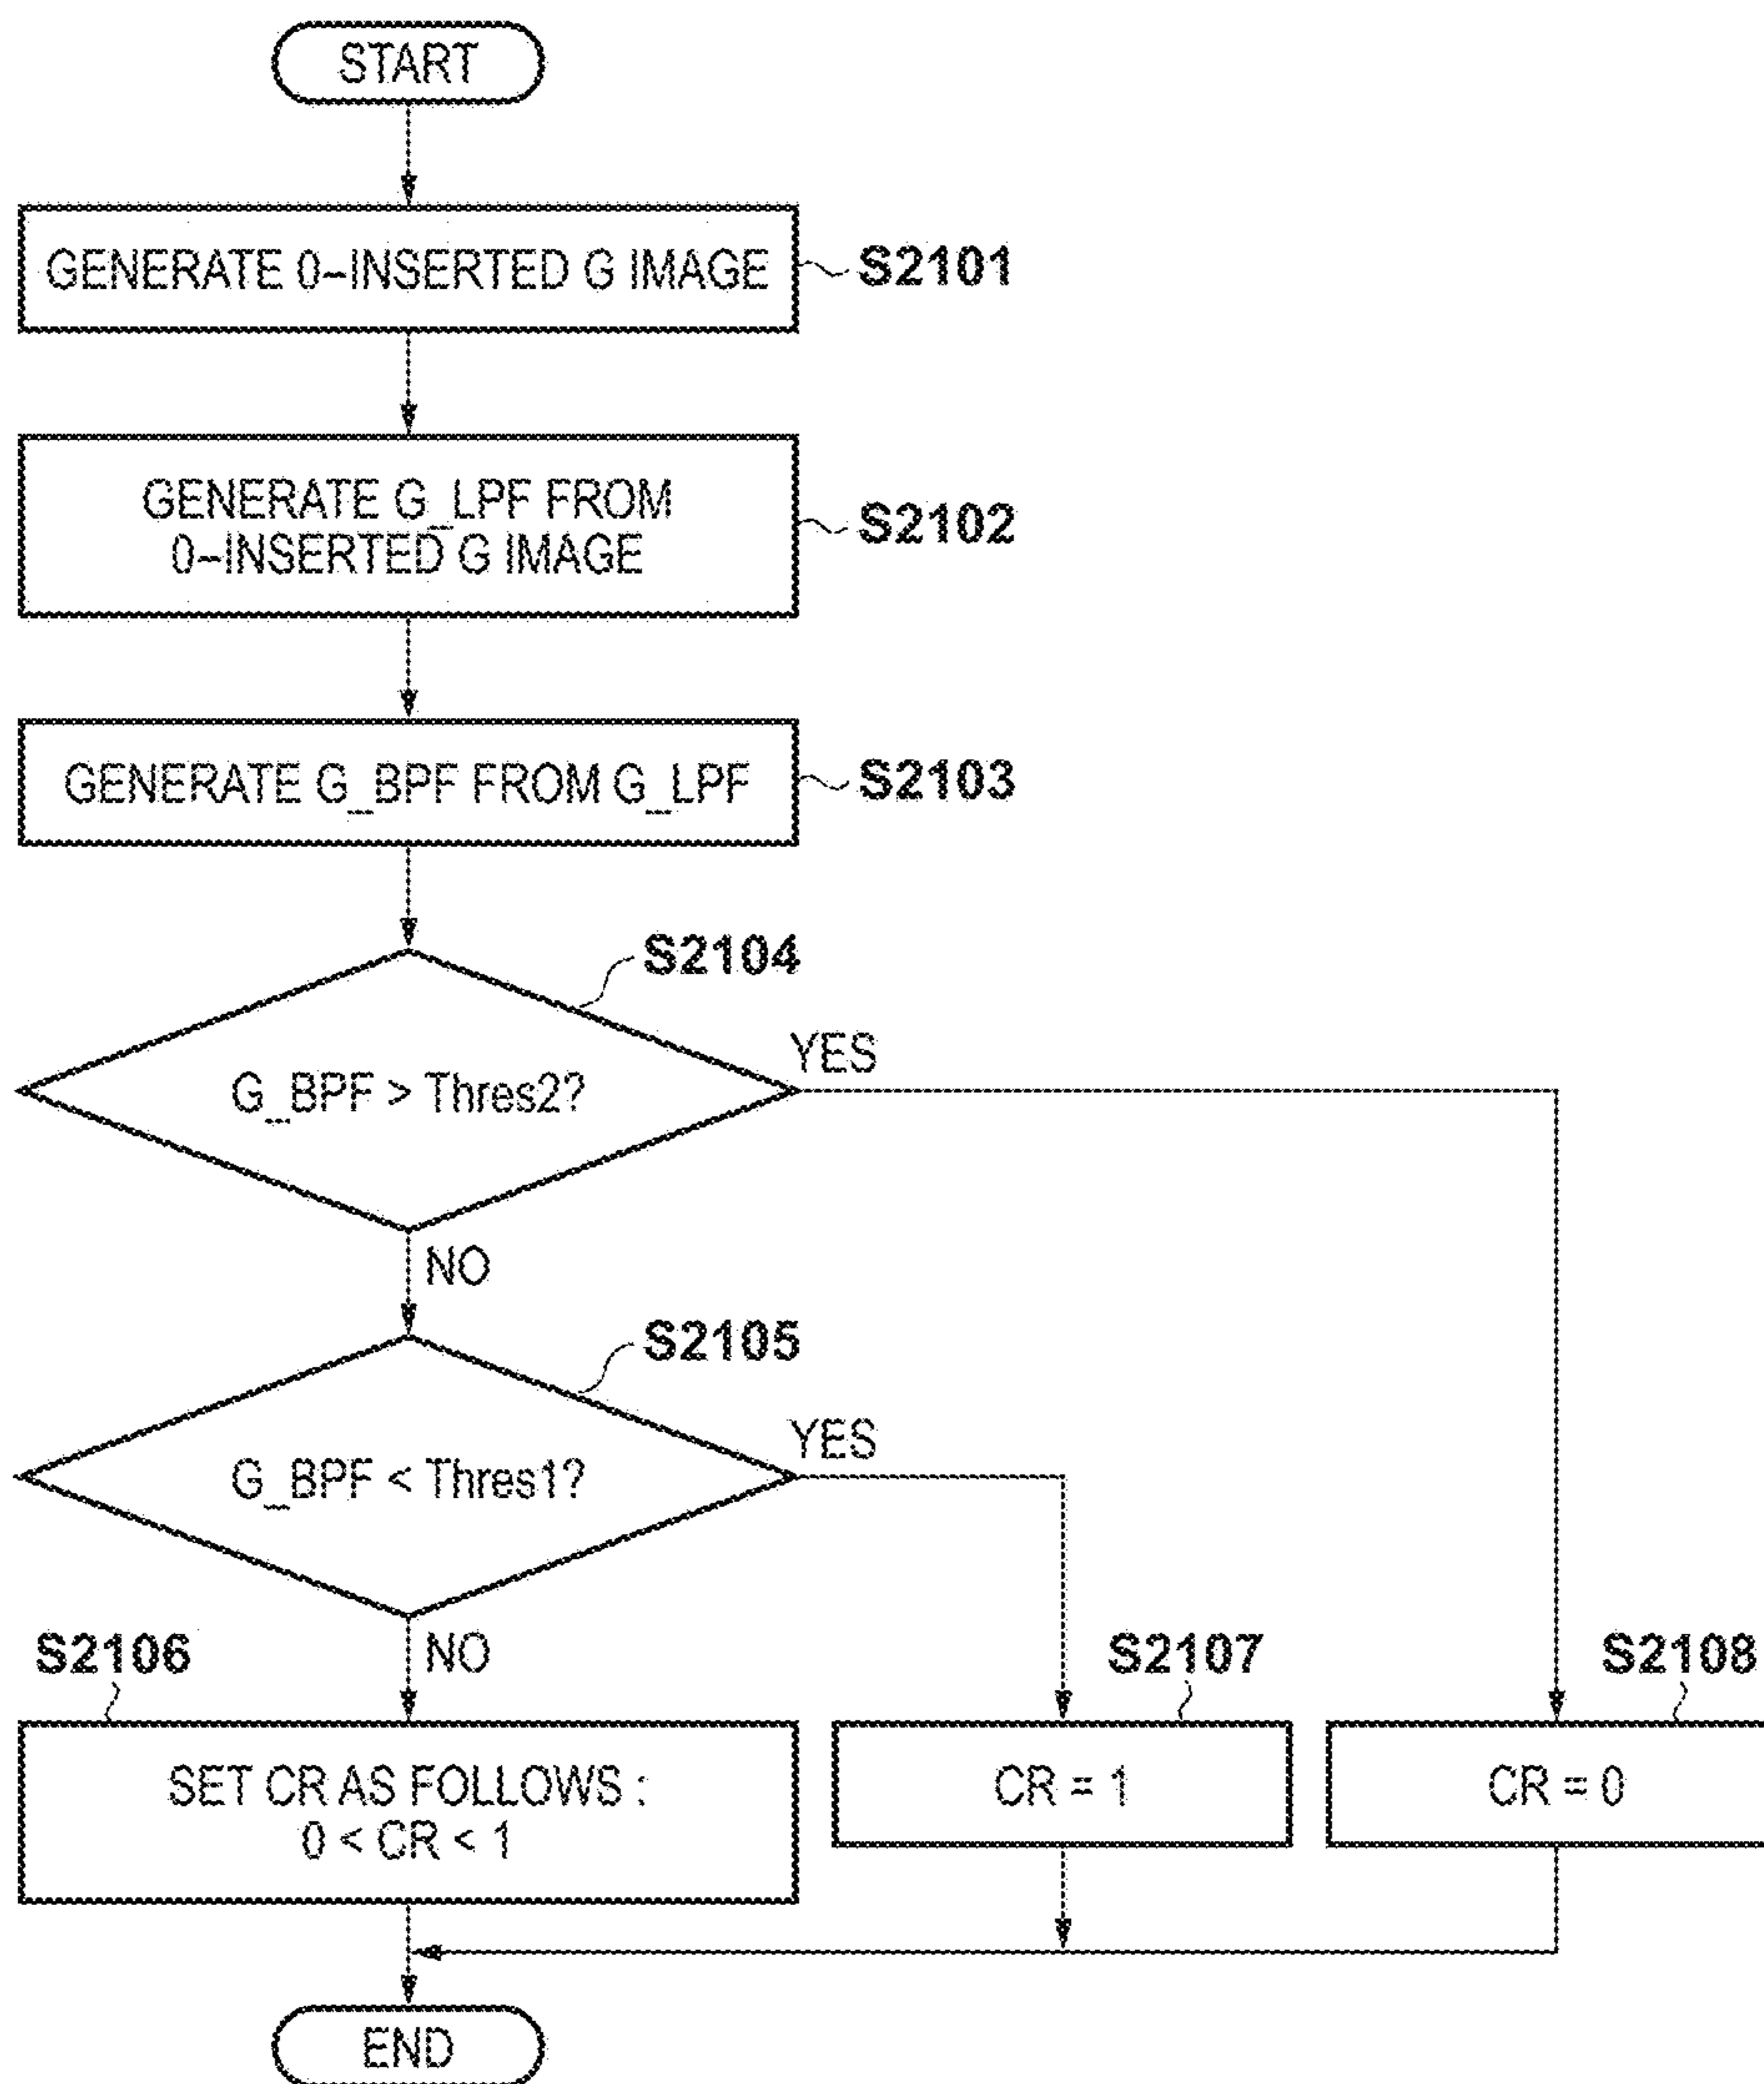 START
GENERATE 0-INSERTED G IMAGE
S2101
GENERATE G_LPF FROM
0-INSERTED G IMAGE
S2102
GENERATE G_BPF FROM G_LPF
S2103
S2104
G_BPF > Thres2?
YES
NO
S2105
G_BPF < Thres1?
YES
NO
S2106
SET CR AS FOLLOWS :
0 < CR < 1
S2107
CR = 1
S2108
CR = 0
END